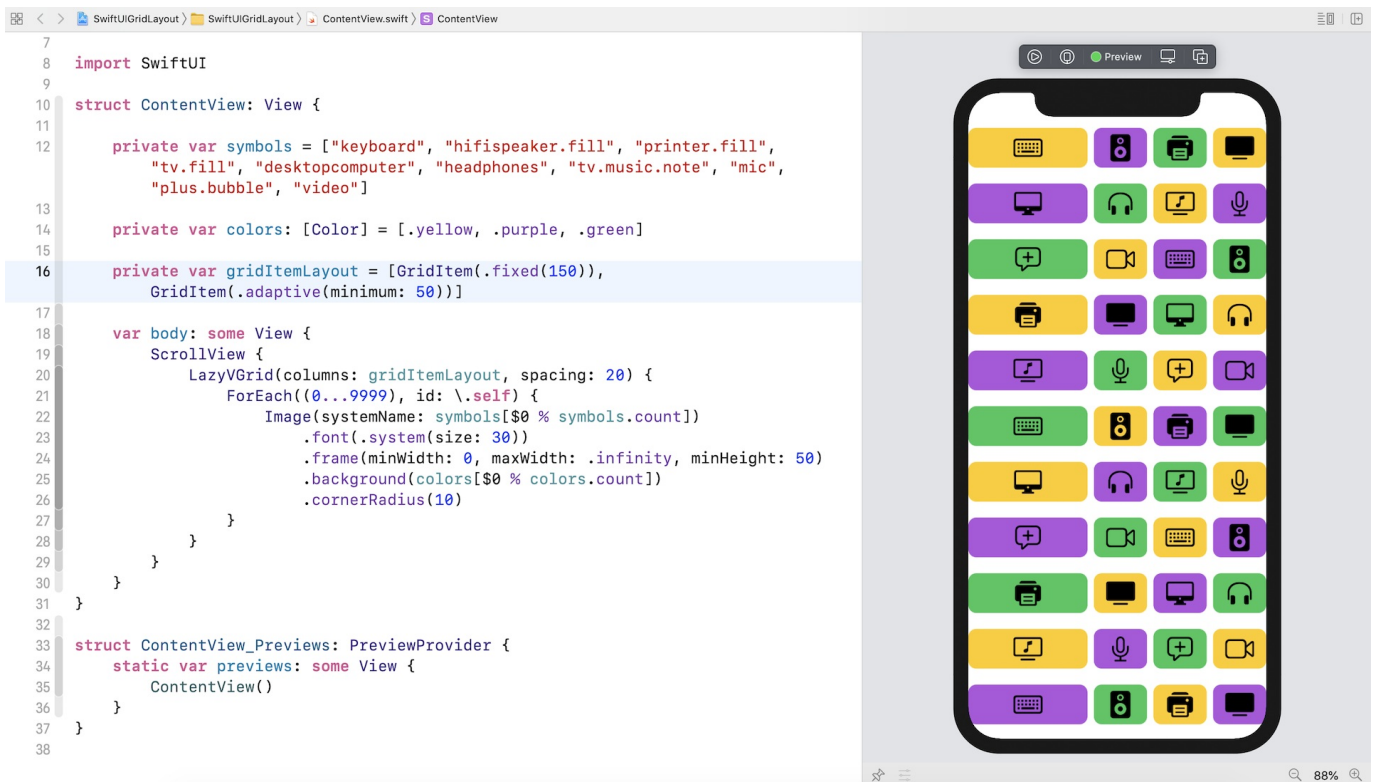 SwiftUIGridLayout 〉 SwiftUIGridLayout 〉 ContentView.swift 〉 S ContentView
7
8 import SwiftUI
9
10 struct ContentView: View {
11
12 private var symbols = ["keyboard", "hifispeaker.fill", "printer.fill",
"tv.fill", "desktopcomputer", "headphones", "tv.music.note", "mic",
"plus.bubble", "video"]
13
14 private var colors: [Color] = [.yellow, .purple, .green]
15
16 private var gridItemLayout = [GridItem(.fixed(150)),
GridItem(.adaptive(minimum: 50))]
17
18 var body: some View {
19 ScrollView {
20 LazyVGrid(columns: gridItemLayout, spacing: 20) {
21 ForEach((0...9999), id: \.self) {
22 Image(systemName: symbols[$0 % symbols.count])
23 .font(.system(size: 30))
24 .frame(minWidth: 0, maxWidth: .infinity, minHeight: 50)
25 .background(colors[$0 % colors.count])
26 .cornerRadius(10)
27 }
28 }
29 }
30 }
31 }
32
33 struct ContentView_Previews: PreviewProvider {
34 static var previews: some View {
35 ContentView()
36 }
37 }
38
Preview
88%